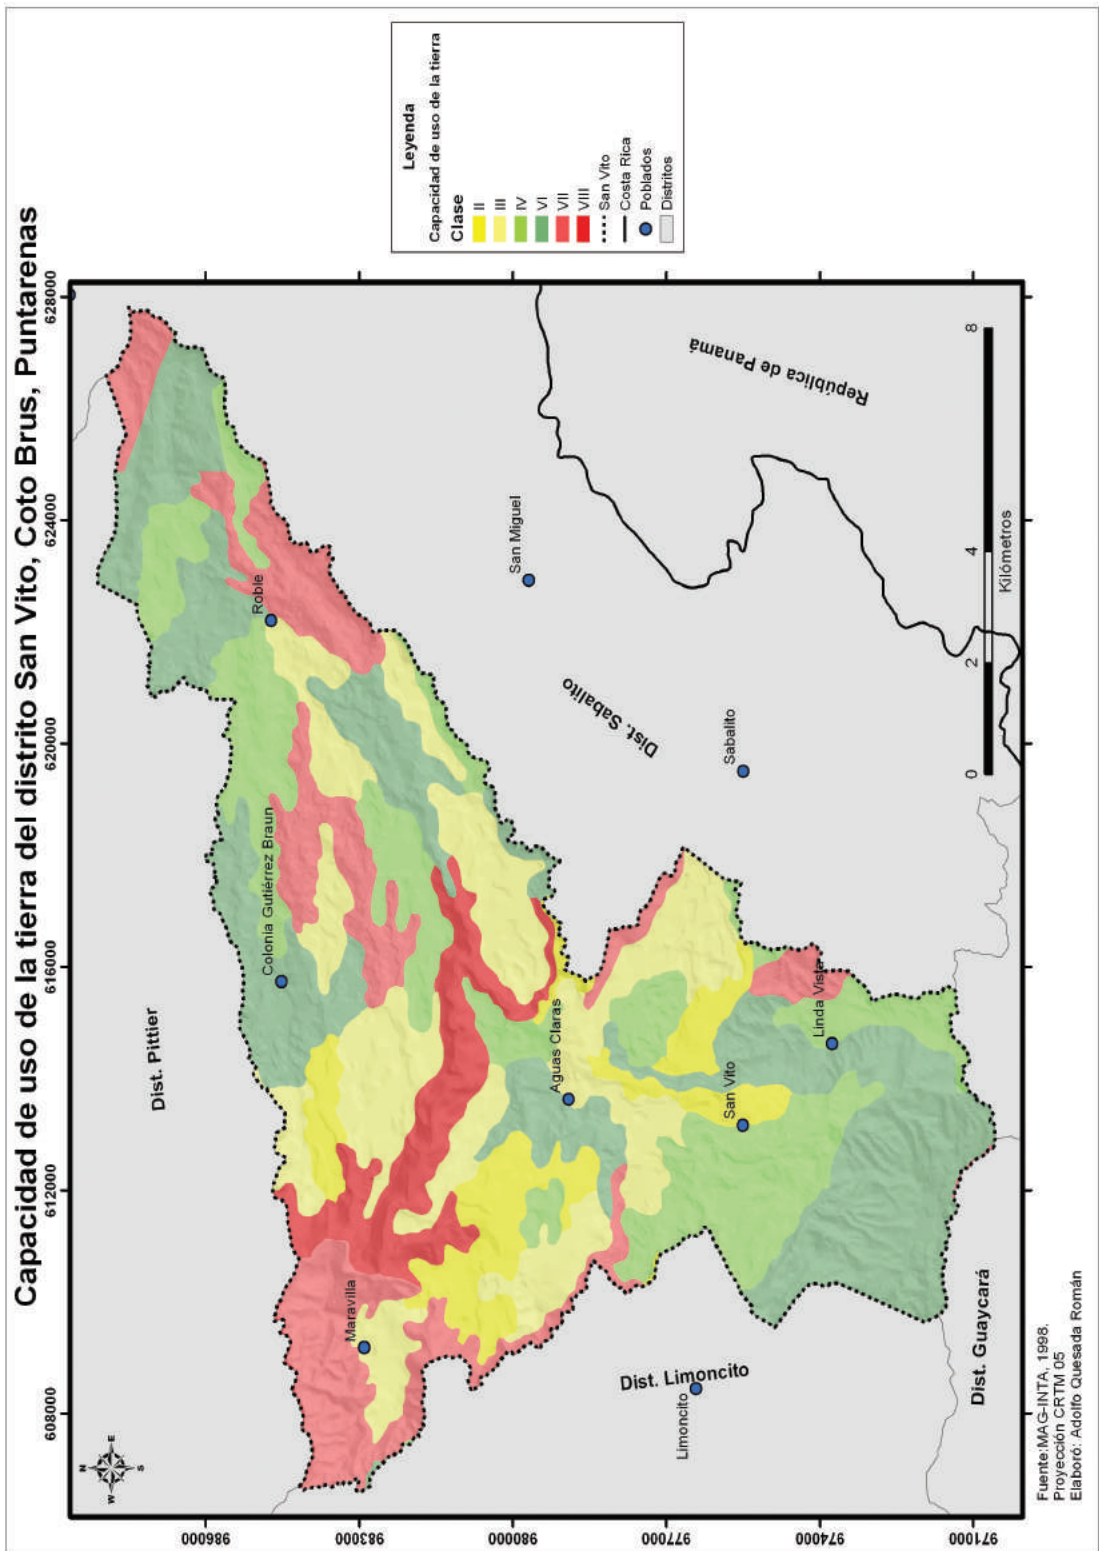 Capacidad de uso de la tierra del distrito San Vito, Coto Brus, Puntarenas
608000
612000
616000
620000
624000
628000
986000
983000
980000
977000
974000
971000
N
W
E
S
Dist. Pittier
Colonia Gutiérrez Braun
Roble
Maravilla
San Miguel
Aguas Claras
Dist. Sabalito
República de Panamá
Sabalito
San Vito
Linda Vista
Dist. Limoncito
Limoncito
Dist. Guaycará
0
2
4
8
Kilómetros
Leyenda
Capacidad de uso de la tierra
Clase
II
III
IV
VI
VII
VIII
San Vito
Costa Rica
Poblados
Distritos
Fuente:MAG-INTA, 1998.
Proyección CRTM 05
Elaboró: Adolfo Quesada Román